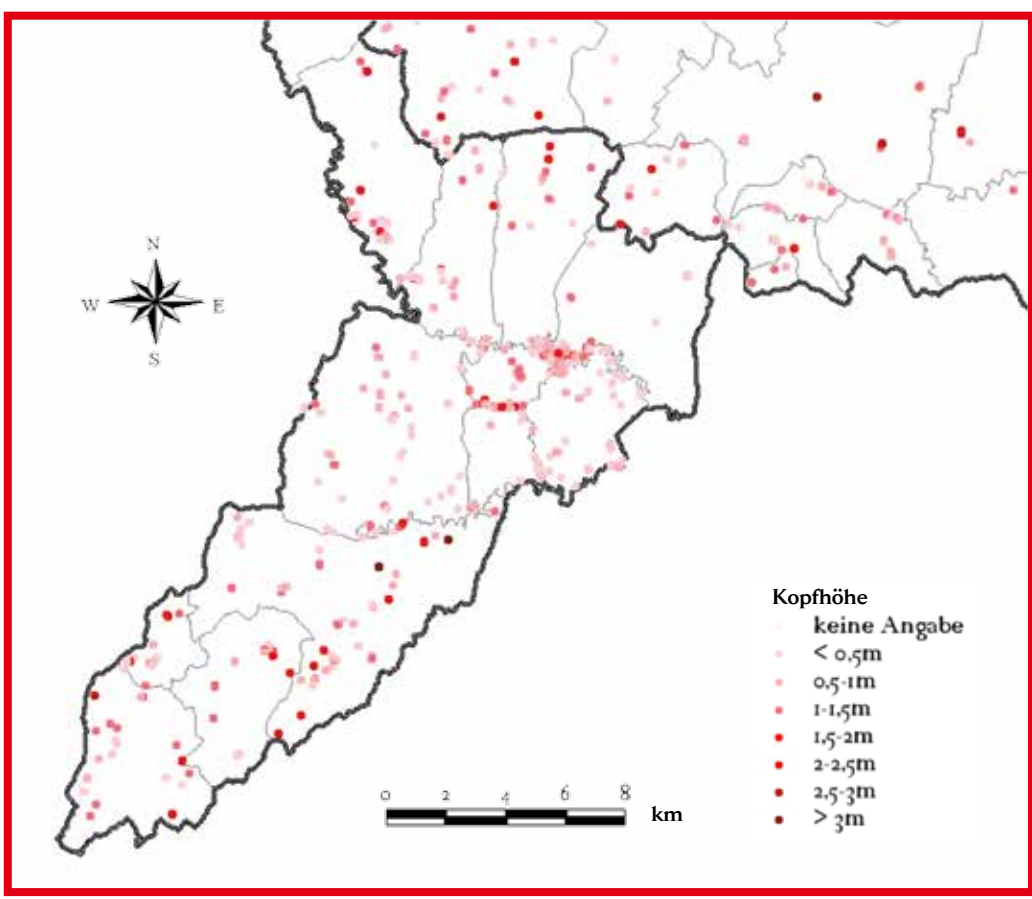 N
W E
S
Kopfhöhe
keine Angabe
< 0,5m
0,5-1m
1-1,5m
1,5-2m
2-2,5m
2,5-3m
> 3m
0 2 4 6 8
km